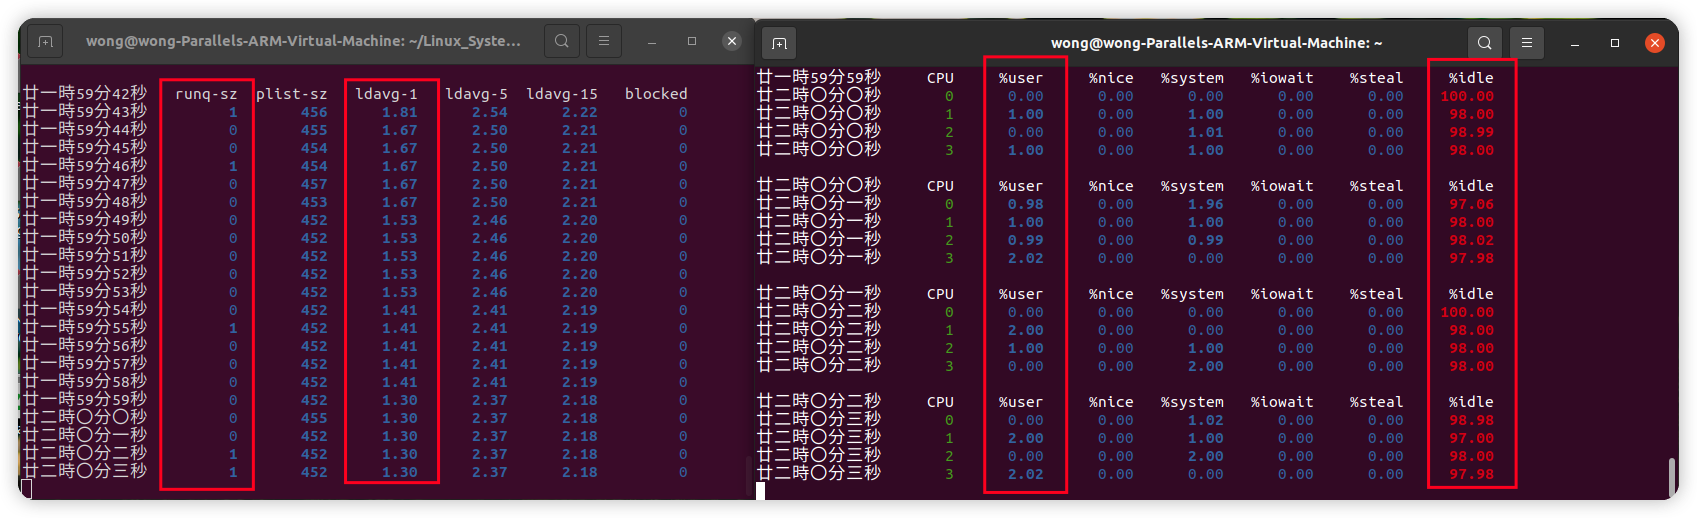 wong@wong-Parallels-ARM-Virtual-Machine: ~/Linux_Syste...
廿一時59分42秒 runq-sz plist-sz ldavg-1 ldavg-5 ldavg-15 blocked
廿一時59分43秒 1 456 1.81 2.54 2.22 0
廿一時59分44秒 0 455 1.67 2.50 2.21 0
廿一時59分45秒 0 454 1.67 2.50 2.21 0
廿一時59分46秒 1 454 1.67 2.50 2.21 0
廿一時59分47秒 0 457 1.67 2.50 2.21 0
廿一時59分48秒 0 453 1.67 2.50 2.21 0
廿一時59分49秒 0 452 1.53 2.46 2.20 0
廿一時59分50秒 0 452 1.53 2.46 2.20 0
廿一時59分51秒 0 452 1.53 2.46 2.20 0
廿一時59分52秒 0 452 1.53 2.46 2.20 0
廿一時59分53秒 0 452 1.53 2.46 2.20 0
廿一時59分54秒 0 452 1.41 2.41 2.19 0
廿一時59分55秒 1 452 1.41 2.41 2.19 0
廿一時59分56秒 0 452 1.41 2.41 2.19 0
廿一時59分57秒 0 452 1.41 2.41 2.19 0
廿一時59分58秒 0 452 1.41 2.41 2.19 0
廿一時59分59秒 0 452 1.30 2.37 2.18 0
廿二時〇分〇秒 0 455 1.30 2.37 2.18 0
廿二時〇分一秒 0 452 1.30 2.37 2.18 0
廿二時〇分二秒 1 452 1.30 2.37 2.18 0
廿二時〇分三秒 1 452 1.30 2.37 2.18 0
wong@wong-Parallels-ARM-Virtual-Machine: ~
廿一時59分59秒 CPU %user %nice %system %iowait %steal %idle
廿二時〇分〇秒 0 0.00 0.00 0.00 0.00 0.00 100.00
廿二時〇分〇秒 1 1.00 0.00 1.00 0.00 0.00 98.00
廿二時〇分〇秒 2 0.00 0.00 1.01 0.00 0.00 98.99
廿二時〇分〇秒 3 1.00 0.00 1.00 0.00 0.00 98.00
廿二時〇分〇秒 CPU %user %nice %system %iowait %steal %idle
廿二時〇分一秒 0 0.98 0.00 1.96 0.00 0.00 97.06
廿二時〇分一秒 1 1.00 0.00 1.00 0.00 0.00 98.00
廿二時〇分一秒 2 0.99 0.00 0.99 0.00 0.00 98.02
廿二時〇分一秒 3 2.02 0.00 0.00 0.00 0.00 97.98
廿二時〇分一秒 CPU %user %nice %system %iowait %steal %idle
廿二時〇分二秒 0 0.00 0.00 0.00 0.00 0.00 100.00
廿二時〇分二秒 1 2.00 0.00 0.00 0.00 0.00 98.00
廿二時〇分二秒 2 1.00 0.00 1.00 0.00 0.00 98.00
廿二時〇分二秒 3 0.00 0.00 2.00 0.00 0.00 98.00
廿二時〇分二秒 CPU %user %nice %system %iowait %steal %idle
廿二時〇分三秒 0 0.00 0.00 1.02 0.00 0.00 98.98
廿二時〇分三秒 1 2.00 0.00 1.00 0.00 0.00 97.00
廿二時〇分三秒 2 0.00 0.00 2.00 0.00 0.00 98.00
廿二時〇分三秒 3 2.02 0.00 0.00 0.00 0.00 97.98